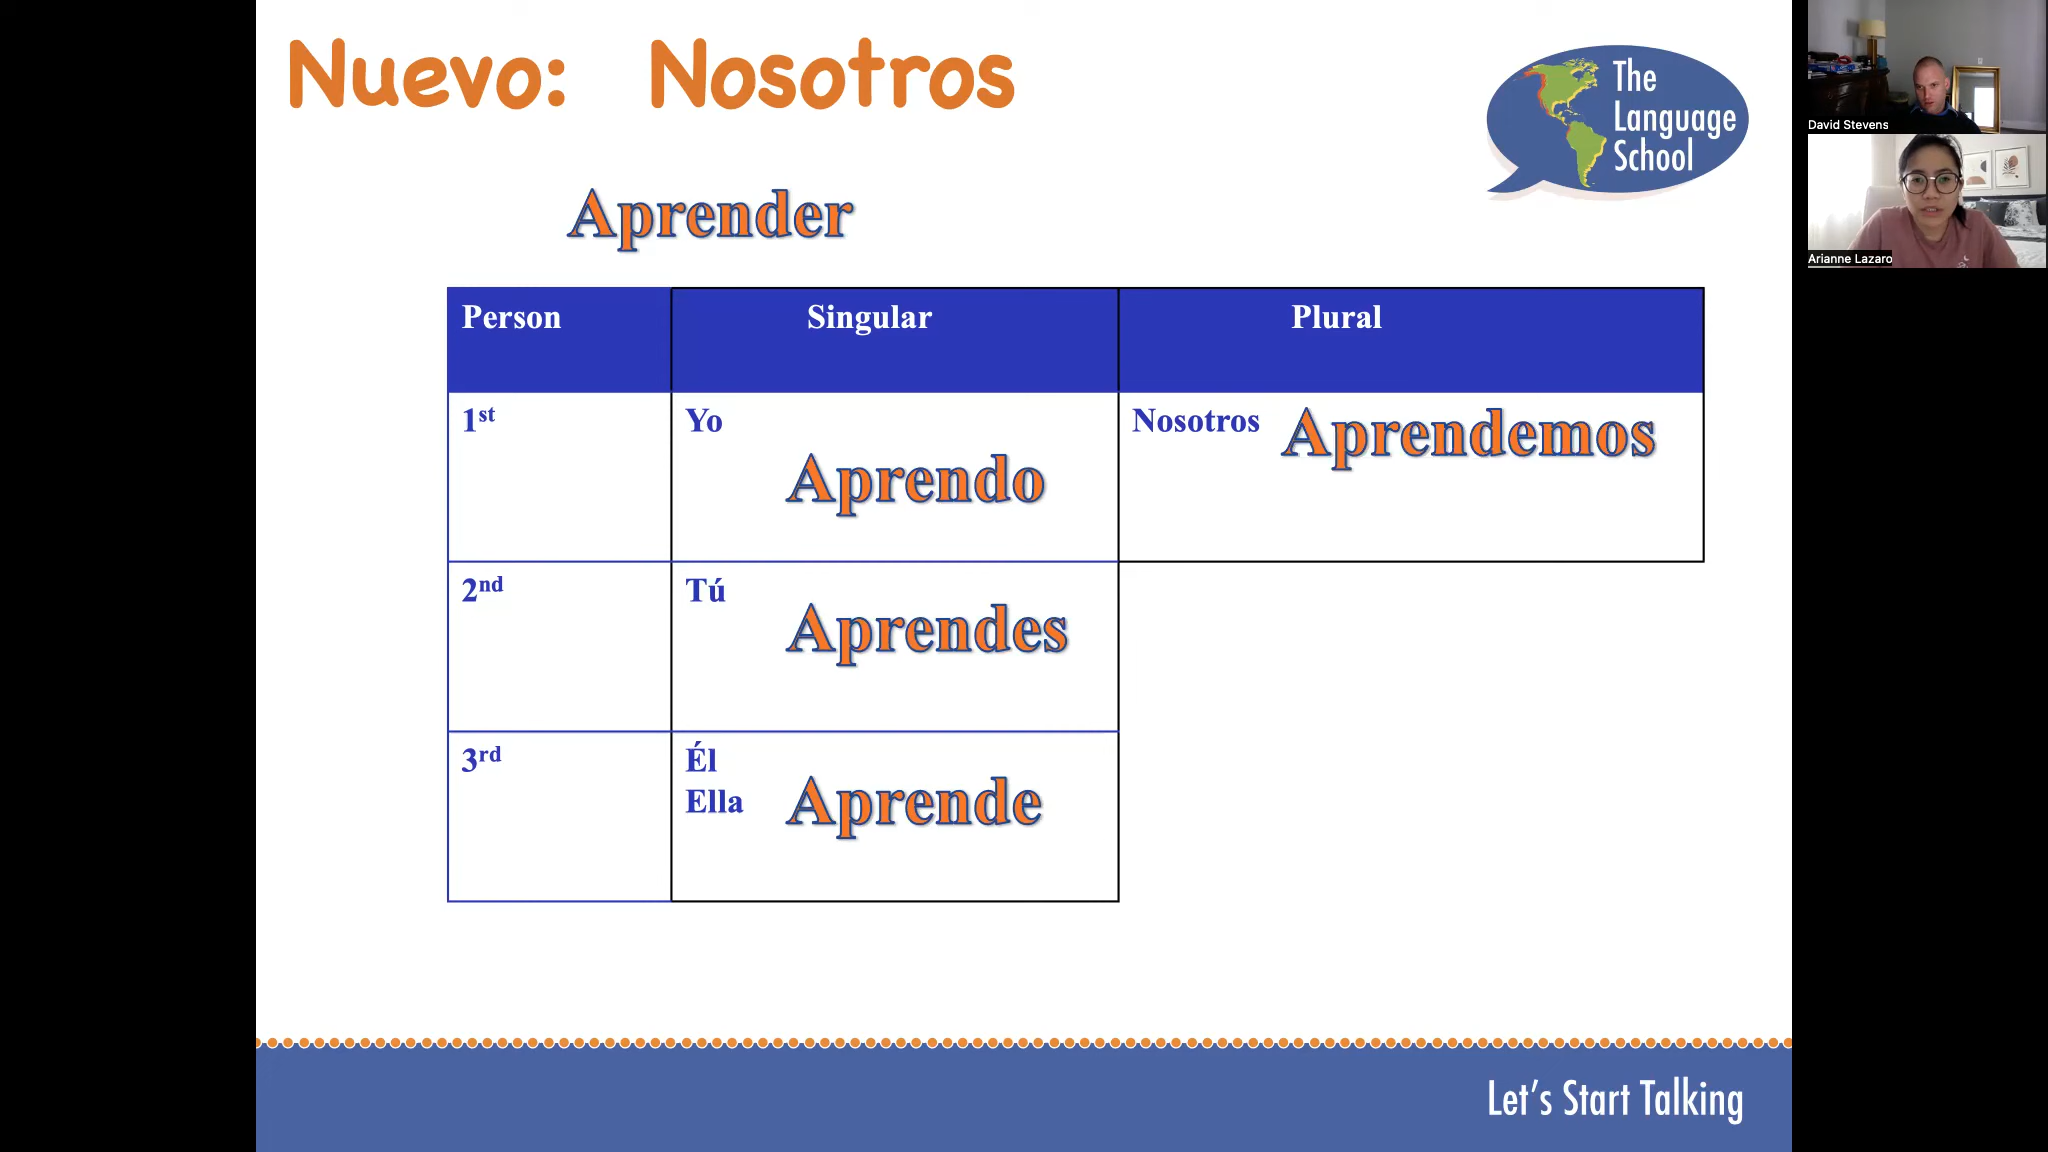 Nuevo: Nosotros
The
Language
School
David Stevens
Arianne Lazaro
Aprender
Person Singular Plural
1st Yo Aprendo Nosotros Aprendemos
2nd Tú Aprendes
3rd Él
Ella Aprende
Let's Start Talking